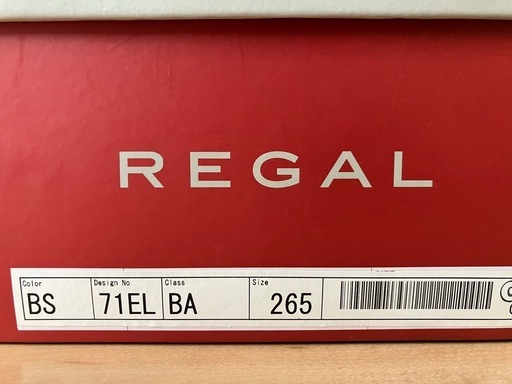 REGAL
Color Design No Class Size
BS 71EL BA 265